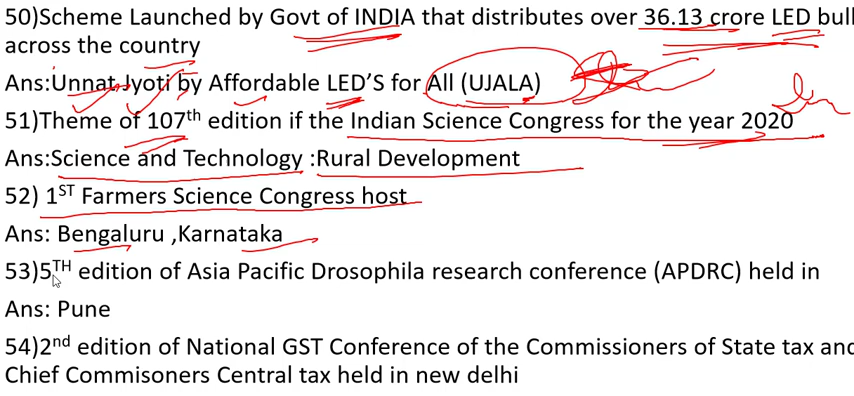 50)Scheme Launched by Govt of INDIA that distributes over 36.13 crore LED bull
across the country
Ans:Unnat Jyoti by Affordable LED'S for All (UJALA)
51)Theme of 107th edition if the Indian Science Congress for the year 2020
Ans:Science and Technology :Rural Development
52) 1ST Farmers Science Congress host
Ans: Bengaluru ,Karnataka
53)5TH edition of Asia Pacific Drosophila research conference (APDRC) held in
Ans: Pune
54)2nd edition of National GST Conference of the Commissioners of State tax and
Chief Commisoners Central tax held in new delhi